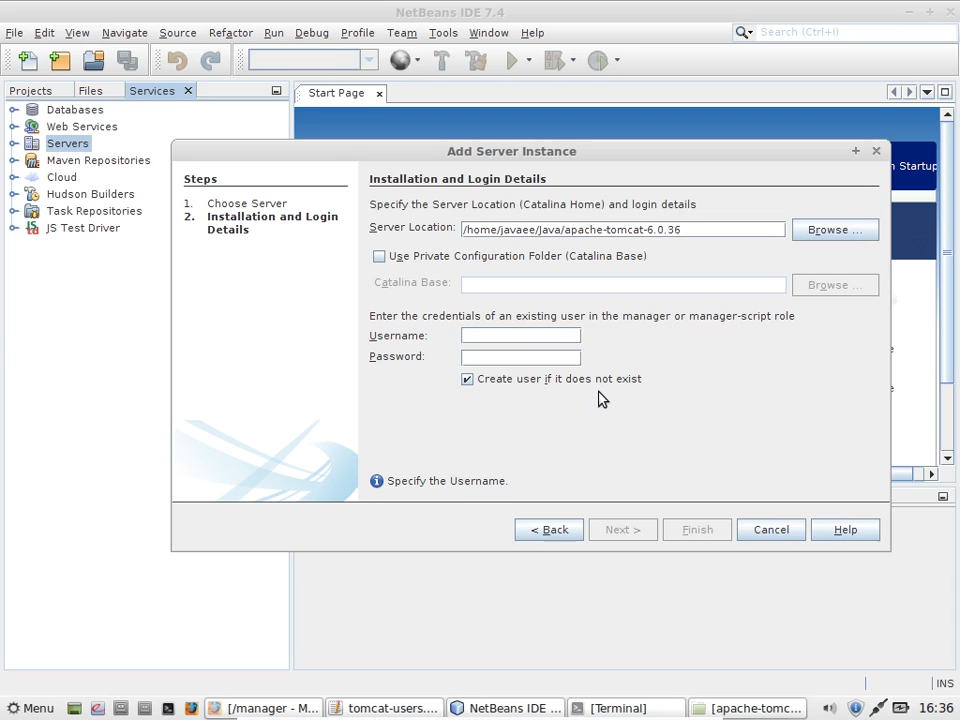 NetBeans IDE 7.4
File Edit View Navigate Source Refactor Run Debug Profile Team Tools Window Help
Search (Ctrl+I)
Projects Files Services
Start Page
Databases
Web Services
Servers
Maven Repositories
Cloud
Hudson Builders
Task Repositories
JS Test Driver
n Startup
Add Server Instance
Steps
1. Choose Server
2. Installation and Login
Details
Installation and Login Details
Specify the Server Location (Catalina Home) and login details
Server Location: /home/javaee/Java/apache-tomcat-6.0.36 Browse ...
Use Private Configuration Folder (Catalina Base)
Catalina Base: Browse ...
Enter the credentials of an existing user in the manager or manager-script role
Username:
Password:
Create user if it does not exist
Specify the Username.
< Back Next > Finish Cancel Help
INS
Menu [/manager - M... tomcat-users.... NetBeans IDE ... [Terminal] [apache-tomc... 16:36